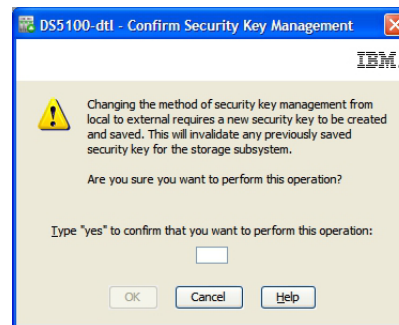 DS5100-dtl - Confirm Security Key Management
IBM.
Changing the method of security key management from
local to external requires a new security key to be created
and saved. This will invalidate any previously saved
security key for the storage subsystem.
Are you sure you want to perform this operation?
Type "yes" to confirm that you want to perform this operation:
OK Cancel Help